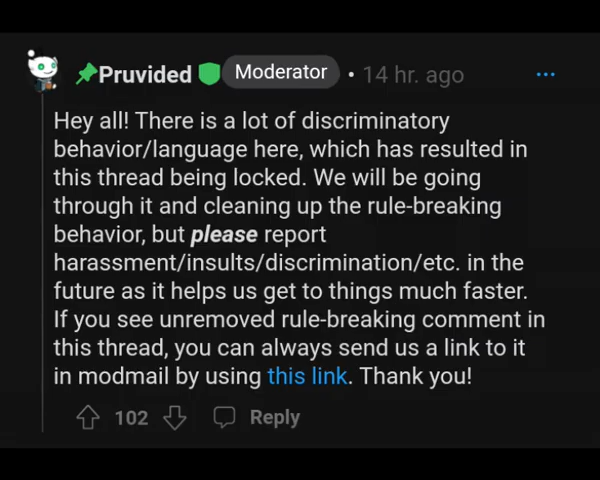 Pruvided Moderator • 14 hr. ago ...
Hey all! There is a lot of discriminatory
behavior/language here, which has resulted in
this thread being locked. We will be going
through it and cleaning up the rule-breaking
behavior, but please report
harassment/insults/discrimination/etc. in the
future as it helps us get to things much faster.
If you see unremoved rule-breaking comment in
this thread, you can always send us a link to it
in modmail by using this link. Thank you!
102 Reply